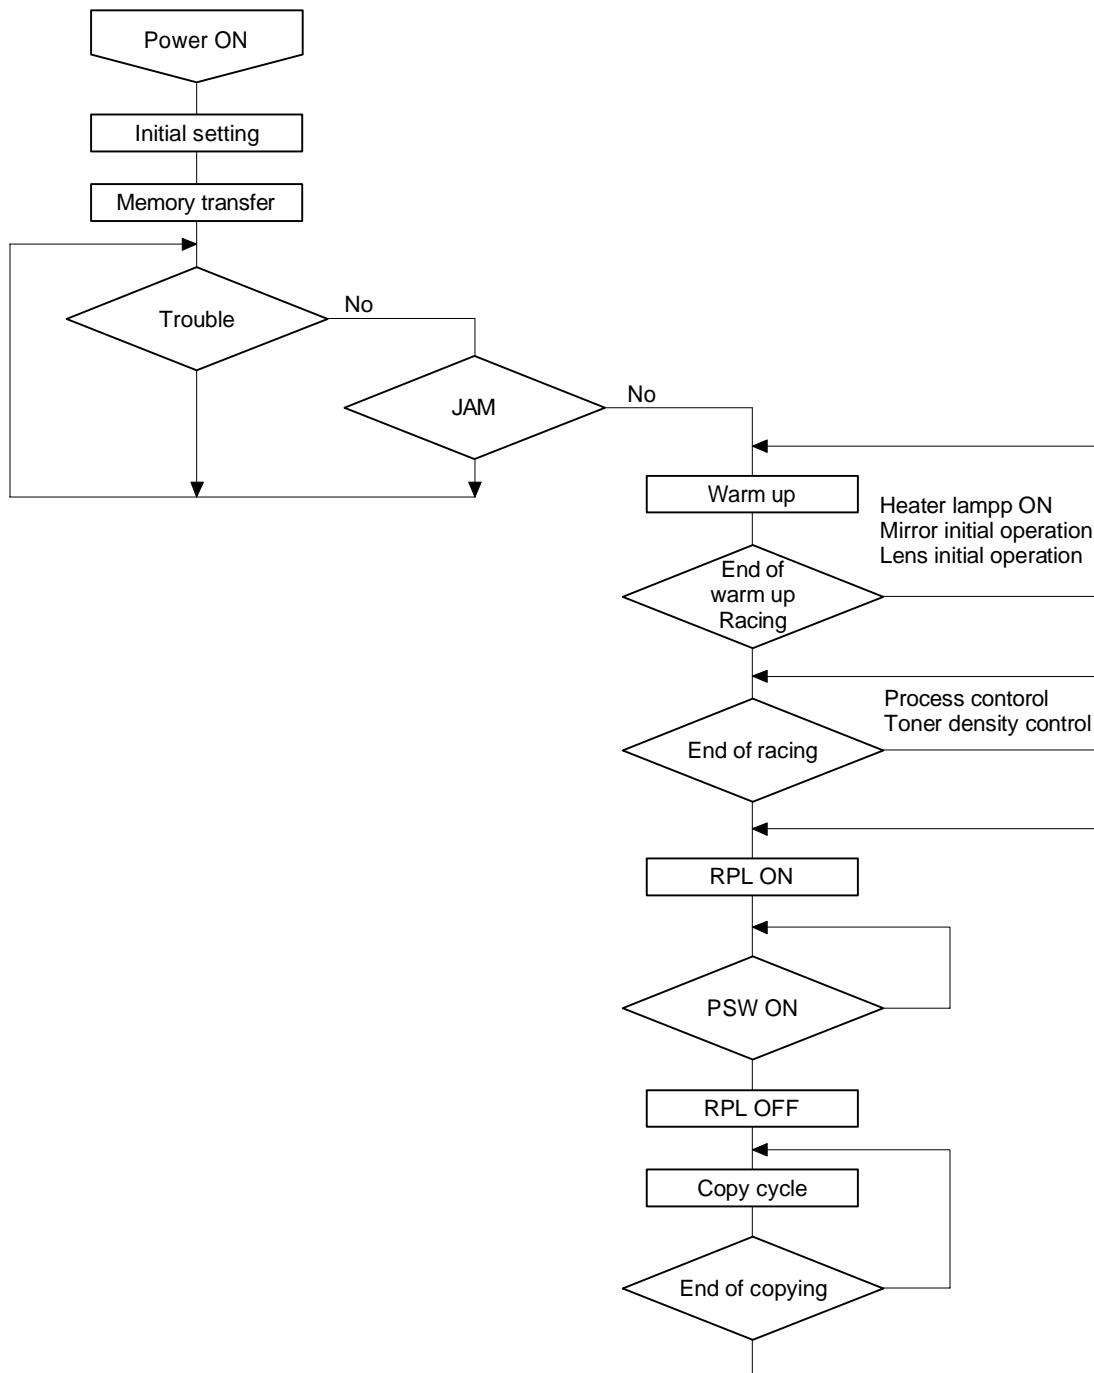 Power ON
Initial setting
Memory transfer
Trouble
No
JAM
No
Warm up
Heater lampp ON
Mirror initial operation
Lens initial operation
End of
warm up
Racing
Process contorol
Toner density control
End of racing
RPL ON
PSW ON
RPL OFF
Copy cycle
End of copying